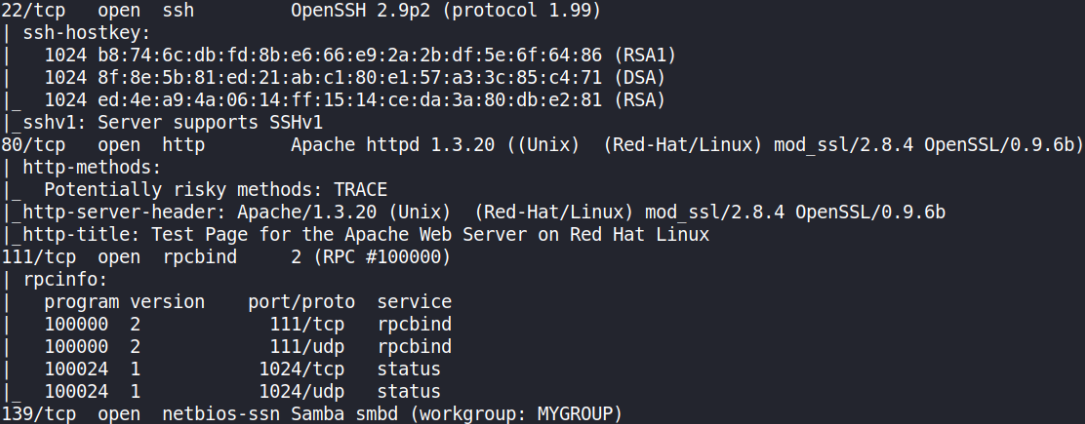 22/tcp   open  ssh         OpenSSH 2.9p2 (protocol 1.99)
| ssh-hostkey:
|   1024 b8:74:6c:db:fd:8b:e6:66:e9:2a:2b:df:5e:6f:64:86 (RSA1)
|   1024 8f:8e:5b:81:ed:21:ab:c1:80:e1:57:a3:3c:85:c4:71 (DSA)
|_  1024 ed:4e:a9:4a:06:14:ff:15:14:ce:da:3a:80:db:e2:81 (RSA)
|_sshv1: Server supports SSHv1
80/tcp   open  http        Apache httpd 1.3.20 ((Unix)  (Red-Hat/Linux) mod_ssl/2.8.4 OpenSSL/0.9.6b)
| http-methods:
|_  Potentially risky methods: TRACE
|_http-server-header: Apache/1.3.20 (Unix)  (Red-Hat/Linux) mod_ssl/2.8.4 OpenSSL/0.9.6b
|_http-title: Test Page for the Apache Web Server on Red Hat Linux
111/tcp  open  rpcbind     2 (RPC #100000)
| rpcinfo:
|   program version    port/proto  service
|   100000  2            111/tcp   rpcbind
|   100000  2            111/udp   rpcbind
|   100024  1           1024/tcp   status
|_  100024  1           1024/udp   status
139/tcp  open  netbios-ssn Samba smbd (workgroup: MYGROUP)